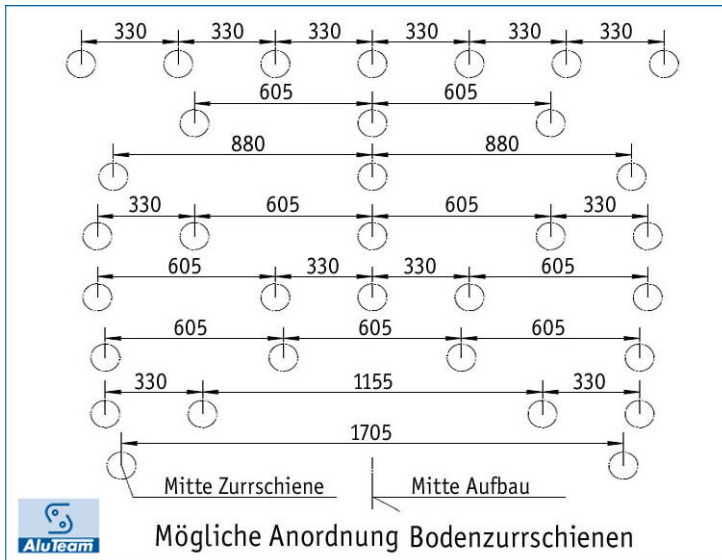 330 330 330 330 330 330
605 605
880 880
330 605 605 330
605 330 330 605
605 605 605
330 1155 330
1705
Mitte Zurrschiene Mitte Aufbau
AluTeam
Mögliche Anordnung Bodenzurrschienen